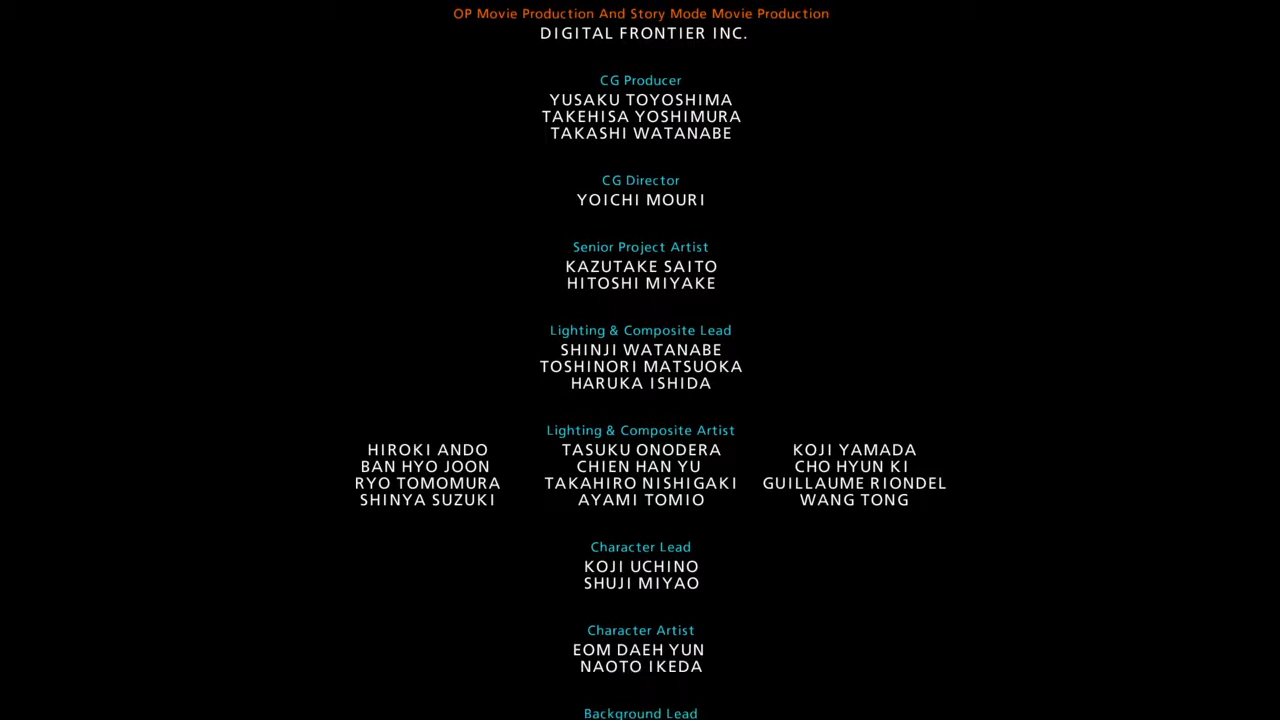 OP Movie Production And Story Mode Movie Production
DIGITAL FRONTIER INC.
CG Producer
YUSAKU TOYOSHIMA
TAKEHISA YOSHIMURA
TAKASHI WATANABE
CG Director
YOICHI MOURI
Senior Project Artist
KAZUTAKE SAITO
HITOSHI MIYAKE
Lighting & Composite Lead
SHINJI WATANABE
TOSHINORI MATSUOKA
HARUKA ISHIDA
Lighting & Composite Artist
HIROKI ANDO TASUKU ONODERA KOJI YAMADA
BAN HYO JOON CHIEN HAN YU CHO HYUN KI
RYO TOMOMURA TAKAHIRO NISHIGAKI GUILLAUME RIONDEL
SHINYA SUZUKI AYAMI TOMIO WANG TONG
Character Lead
KOJI UCHINO
SHUJI MIYAO
Character Artist
EOM DAEH YUN
NAOTO IKEDA
Background Lead